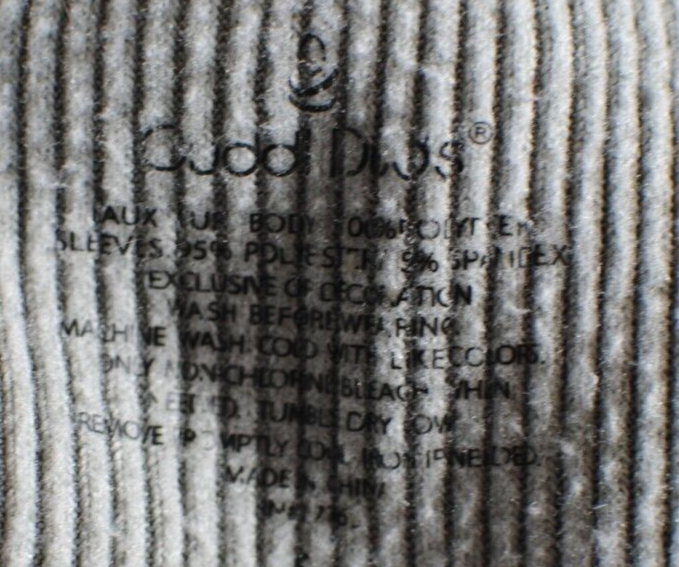 Cuddl Duds®
FAUX FUR BODY 100% POLYESTER
SLEEVES 95% POLYESTER 5% SPANDEX
EXCLUSIVE OF DECORATION
WASH BEFORE WEARING.
MACHINE WASH COLD WITH LIKE COLORS.
ONLY NON-CHLORINE BLEACH WHEN
NEEDED. TUMBLE DRY LOW
REMOVE PROMPTLY COOL IRON IF NEEDED.
MADE IN CHINA